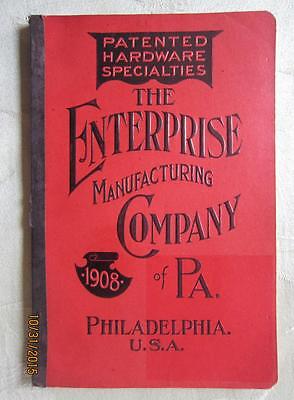 PATENTED
HARDWARE
SPECIALTIES
THE
ENTERPRISE
MANUFACTURING
COMPANY
1908
of PA.
PHILADELPHIA.
U.S.A.
10/31/2015